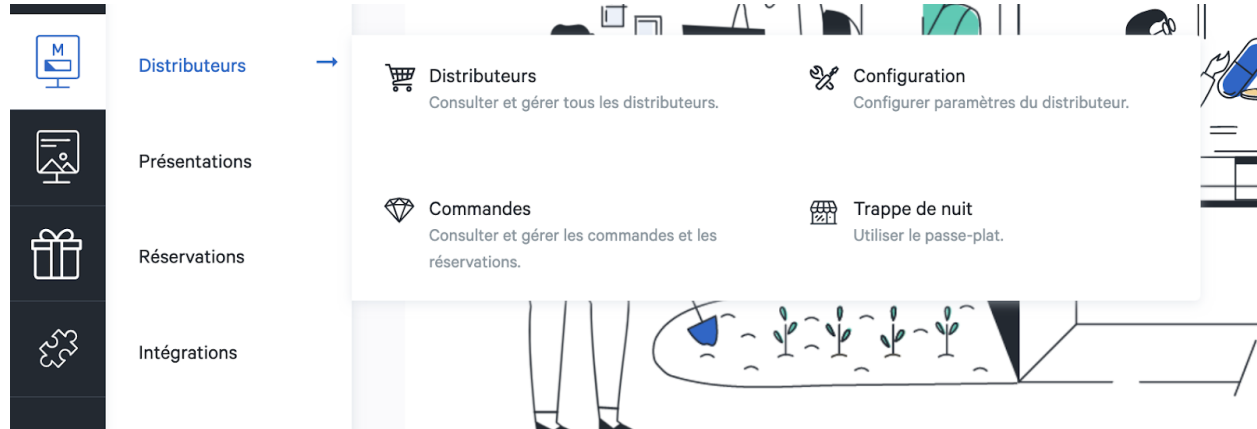 M
Distributeurs
Présentations
Réservations
Intégrations
Distributeurs
Consulter et gérer tous les distributeurs.
Configuration
Configurer paramètres du distributeur.
Commandes
Consulter et gérer les commandes et les
réservations.
Trappe de nuit
Utiliser le passe-plat.